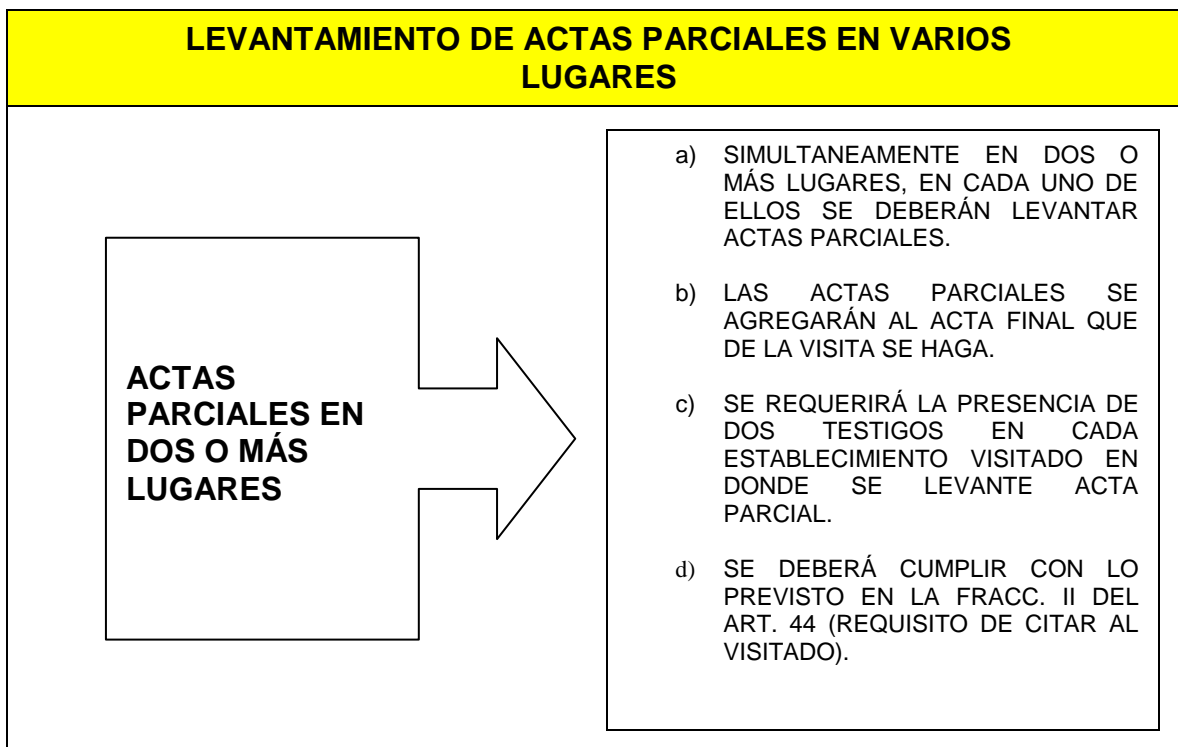 LEVANTAMIENTO DE ACTAS PARCIALES EN VARIOS
LUGARES
ACTAS
PARCIALES EN
DOS O MÁS
LUGARES
a) SIMULTANEAMENTE EN DOS O
MÁS LUGARES, EN CADA UNO DE
ELLOS SE DEBERÁN LEVANTAR
ACTAS PARCIALES.
b) LAS ACTAS PARCIALES SE
AGREGARÁN AL ACTA FINAL QUE
DE LA VISITA SE HAGA.
c) SE REQUERIRÁ LA PRESENCIA DE
DOS TESTIGOS EN CADA
ESTABLECIMIENTO VISITADO EN
DONDE SE LEVANTE ACTA
PARCIAL.
d) SE DEBERÁ CUMPLIR CON LO
PREVISTO EN LA FRACC. II DEL
ART. 44 (REQUISITO DE CITAR AL
VISITADO).